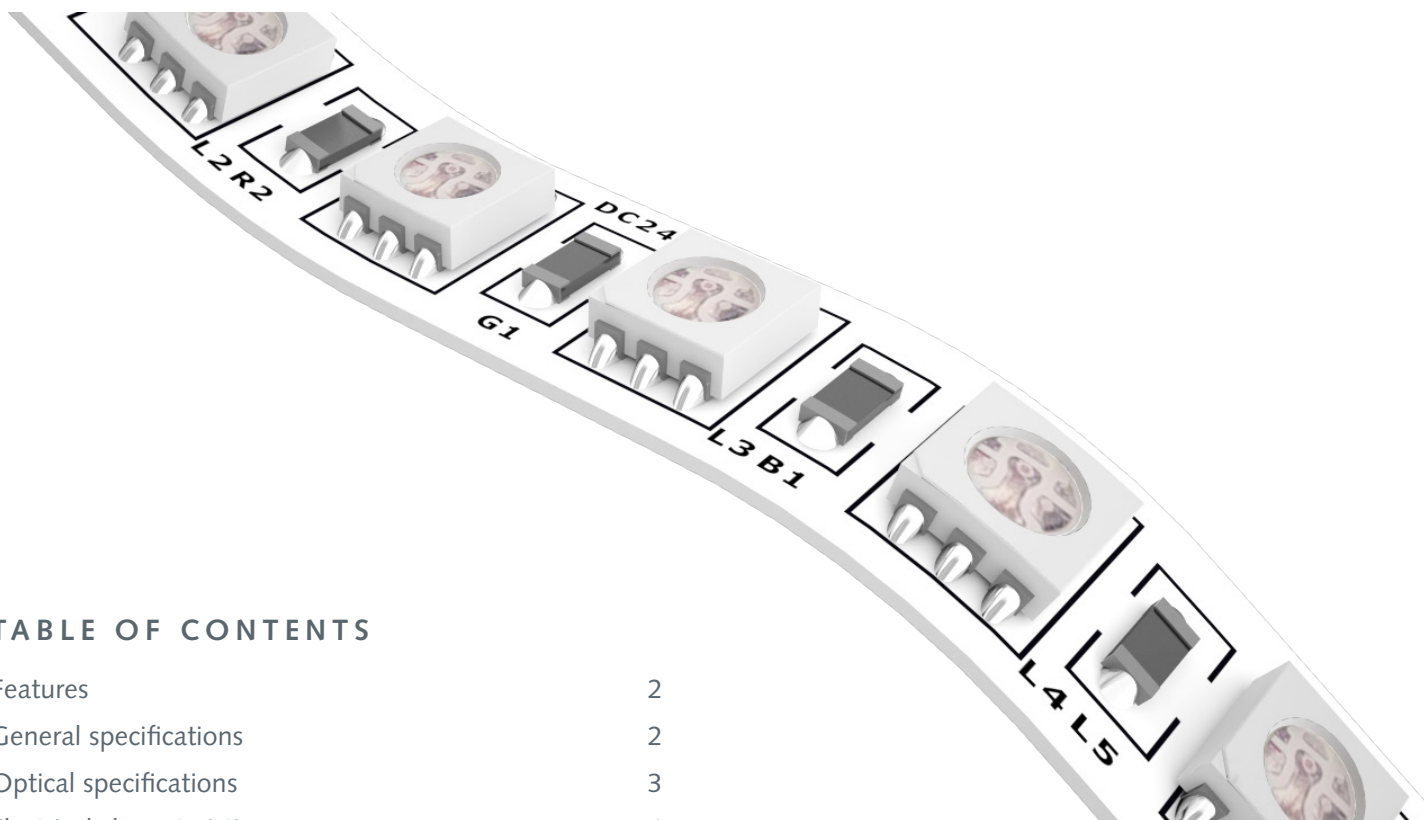 L2 R2
DC24
G1
L3 B1
L4 L5
TABLE OF CONTENTS
Features 2
General specifications 2
Optical specifications 3